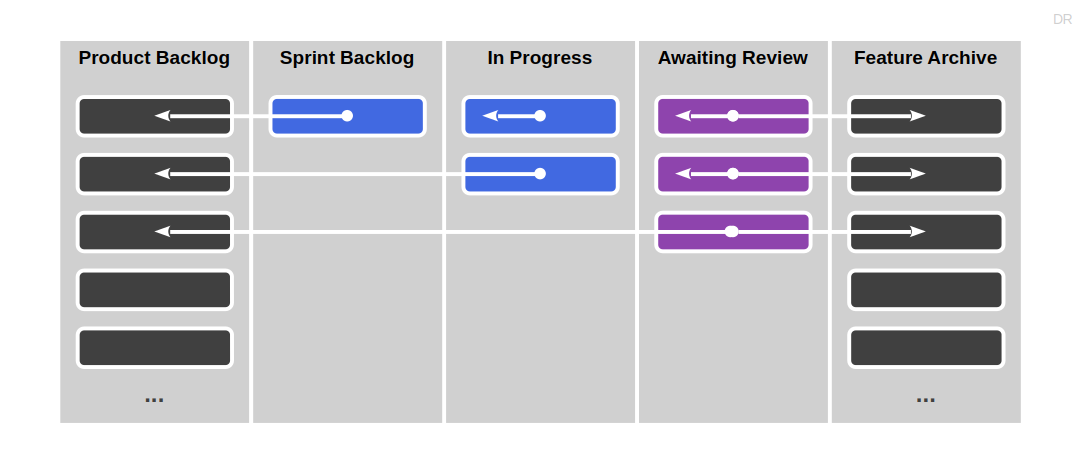 DR
Product Backlog
Sprint Backlog
In Progress
Awaiting Review
Feature Archive
...
...